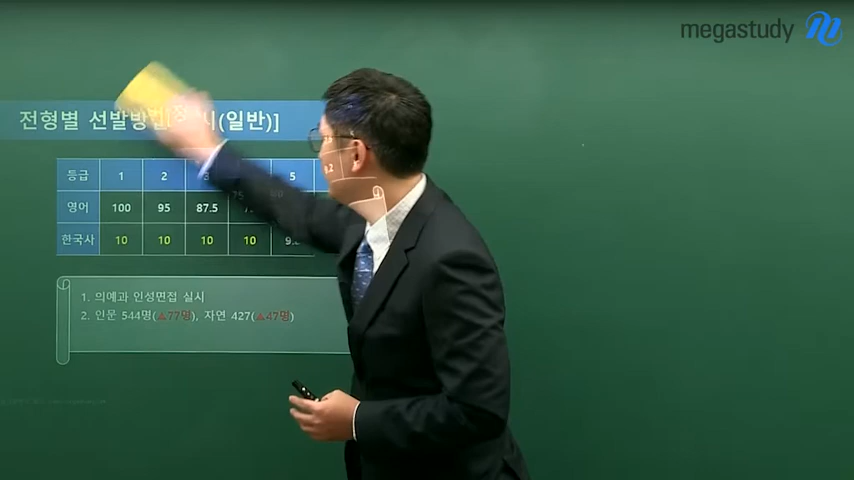 megastudy
전형별 선발방법[정시(일반)]
등급 1 2 5
영어 100 95 87.5
한국사 10 10 10 10
1. 의예과 인성면접 실시
2. 인문 544명(▲77명), 자연 427(▲47명)